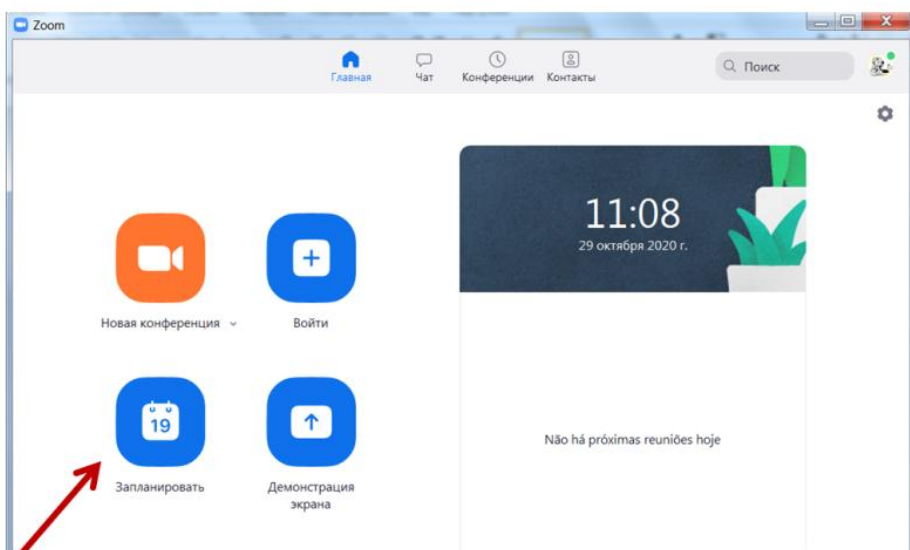 Zoom
Главная
Чат
Конференции
Контакты
Поиск
11:08
29 октября 2020 г.
Новая конференция
Войти
19
Запланировать
Демонстрация
экрана
Não há próximas reuniões hoje